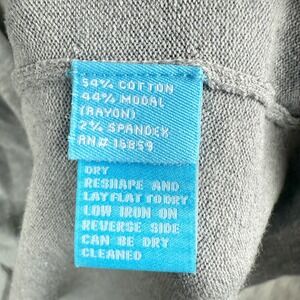 54% COTTON
44% MODAL
(RAYON)
2% SPANDEX
RN# 16859
DRY
RESHAPE AND
LAY FLAT TO DRY
LOW IRON ON
REVERSE SIDE
CAN BE DRY
CLEANED